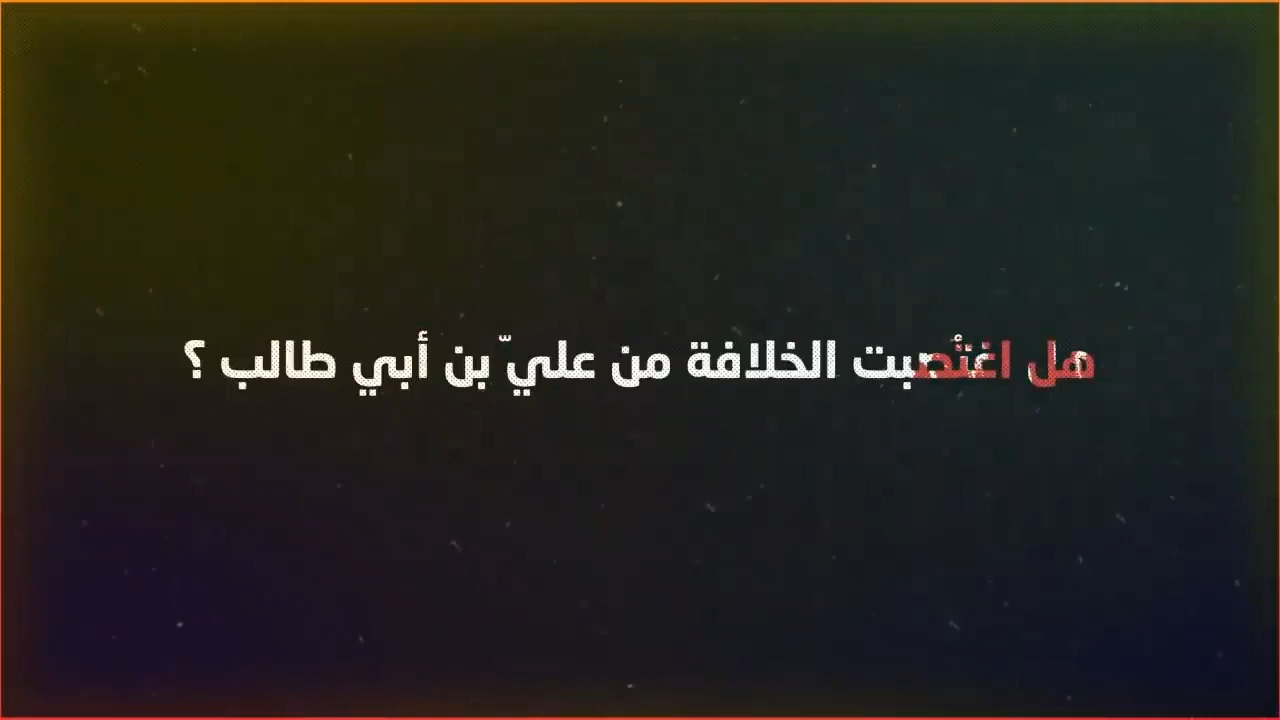 هل اغتُصبت الخلافة من عليّ بن أبي طالب ؟